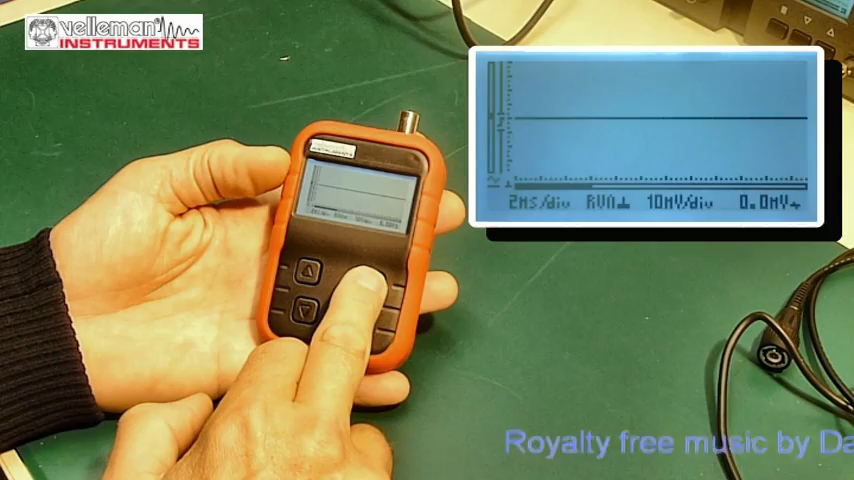 velleman
INSTRUMENTS
2ms/div RUN 10mV/div 0.0mV
Royalty free music by Da